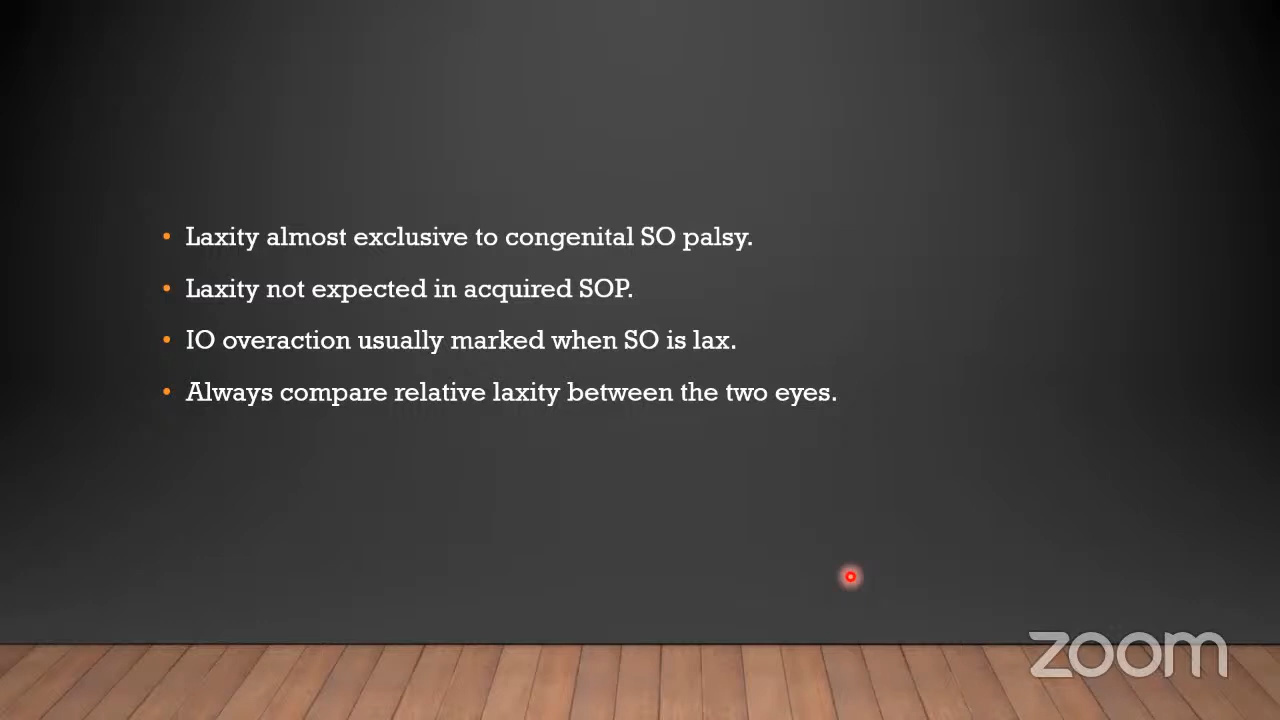 • Laxity almost exclusive to congenital SO palsy.
• Laxity not expected in acquired SOP.
• IO overaction usually marked when SO is lax.
• Always compare relative laxity between the two eyes.
zoom